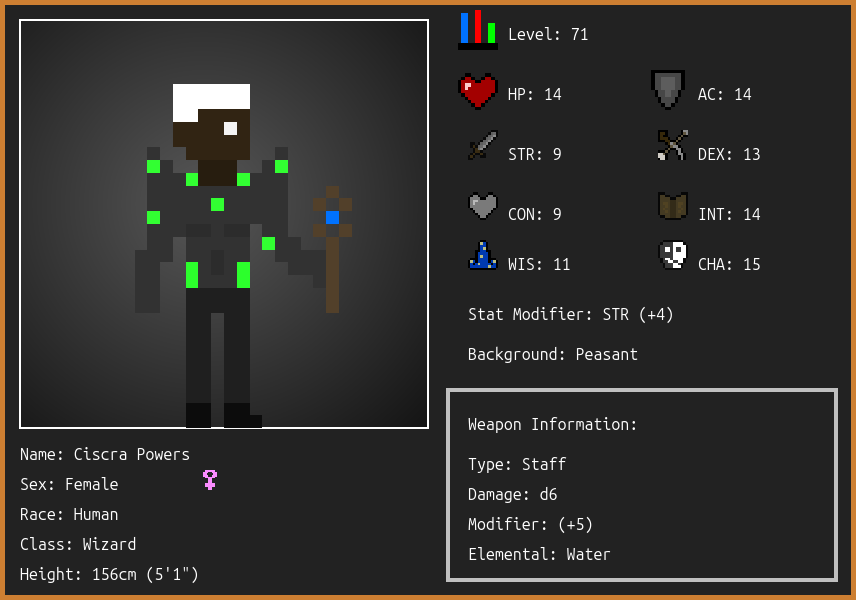 Level: 71
HP: 14
AC: 14
STR: 9
DEX: 13
CON: 9
INT: 14
WIS: 11
CHA: 15
Stat Modifier: STR (+4)
Background: Peasant
Weapon Information:
Type: Staff
Damage: d6
Modifier: (+5)
Elemental: Water
Name: Ciscra Powers
Sex: Female
Race: Human
Class: Wizard
Height: 156cm (5'1")